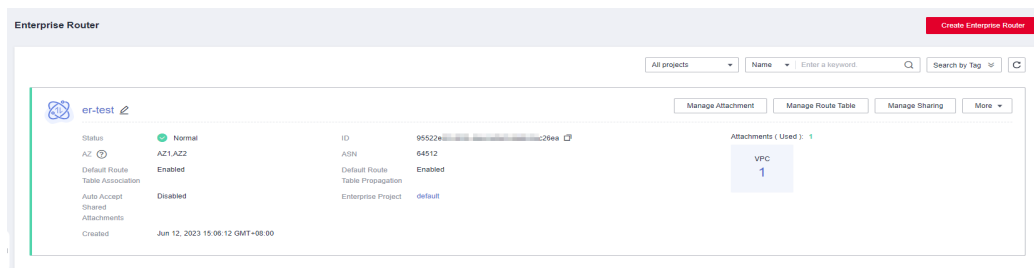 Enterprise Router
Create Enterprise Router
All projects
Name
Enter a keyword.
Search by Tag
er-test
Manage Attachment
Manage Route Table
Manage Sharing
More
Status
Normal
ID
95522e
c26ea
Attachments ( Used ): 1
AZ
AZ1,AZ2
ASN
64512
VPC
1
Default Route
Table Association
Enabled
Default Route
Table Propagation
Enabled
Auto Accept
Shared
Attachments
Disabled
Enterprise Project
default
Created
Jun 12, 2023 15:06:12 GMT+08:00